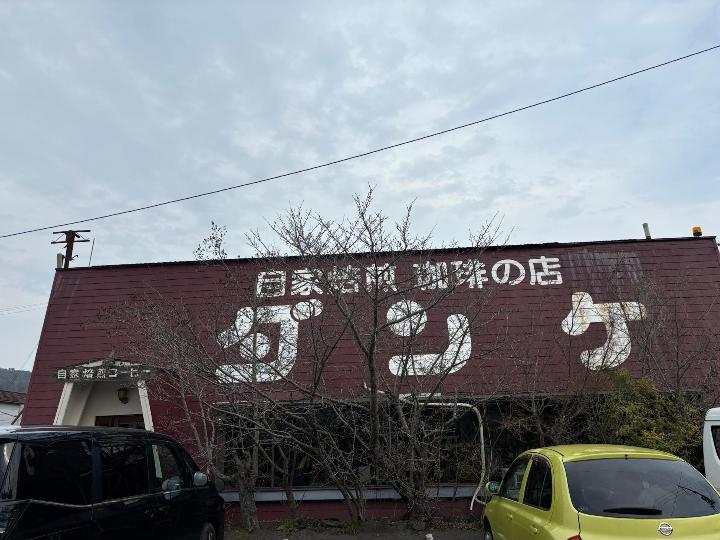 自家焙煎 珈琲の店
ダンケ
自家焙煎コーヒー